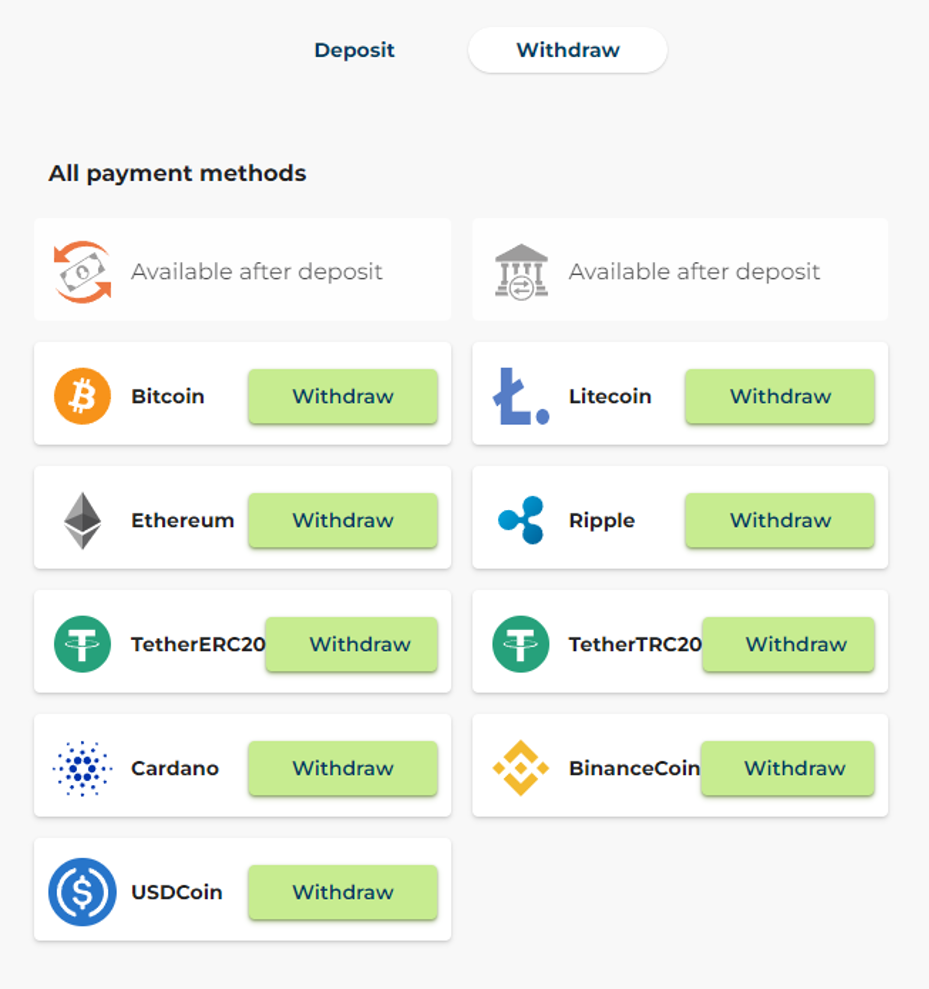 Deposit Withdraw
All payment methods
Available after deposit Available after deposit
Bitcoin Withdraw Litecoin Withdraw
Ethereum Withdraw Ripple Withdraw
TetherERC20 Withdraw TetherTRC20 Withdraw
Cardano Withdraw BinanceCoin Withdraw
USDCoin Withdraw